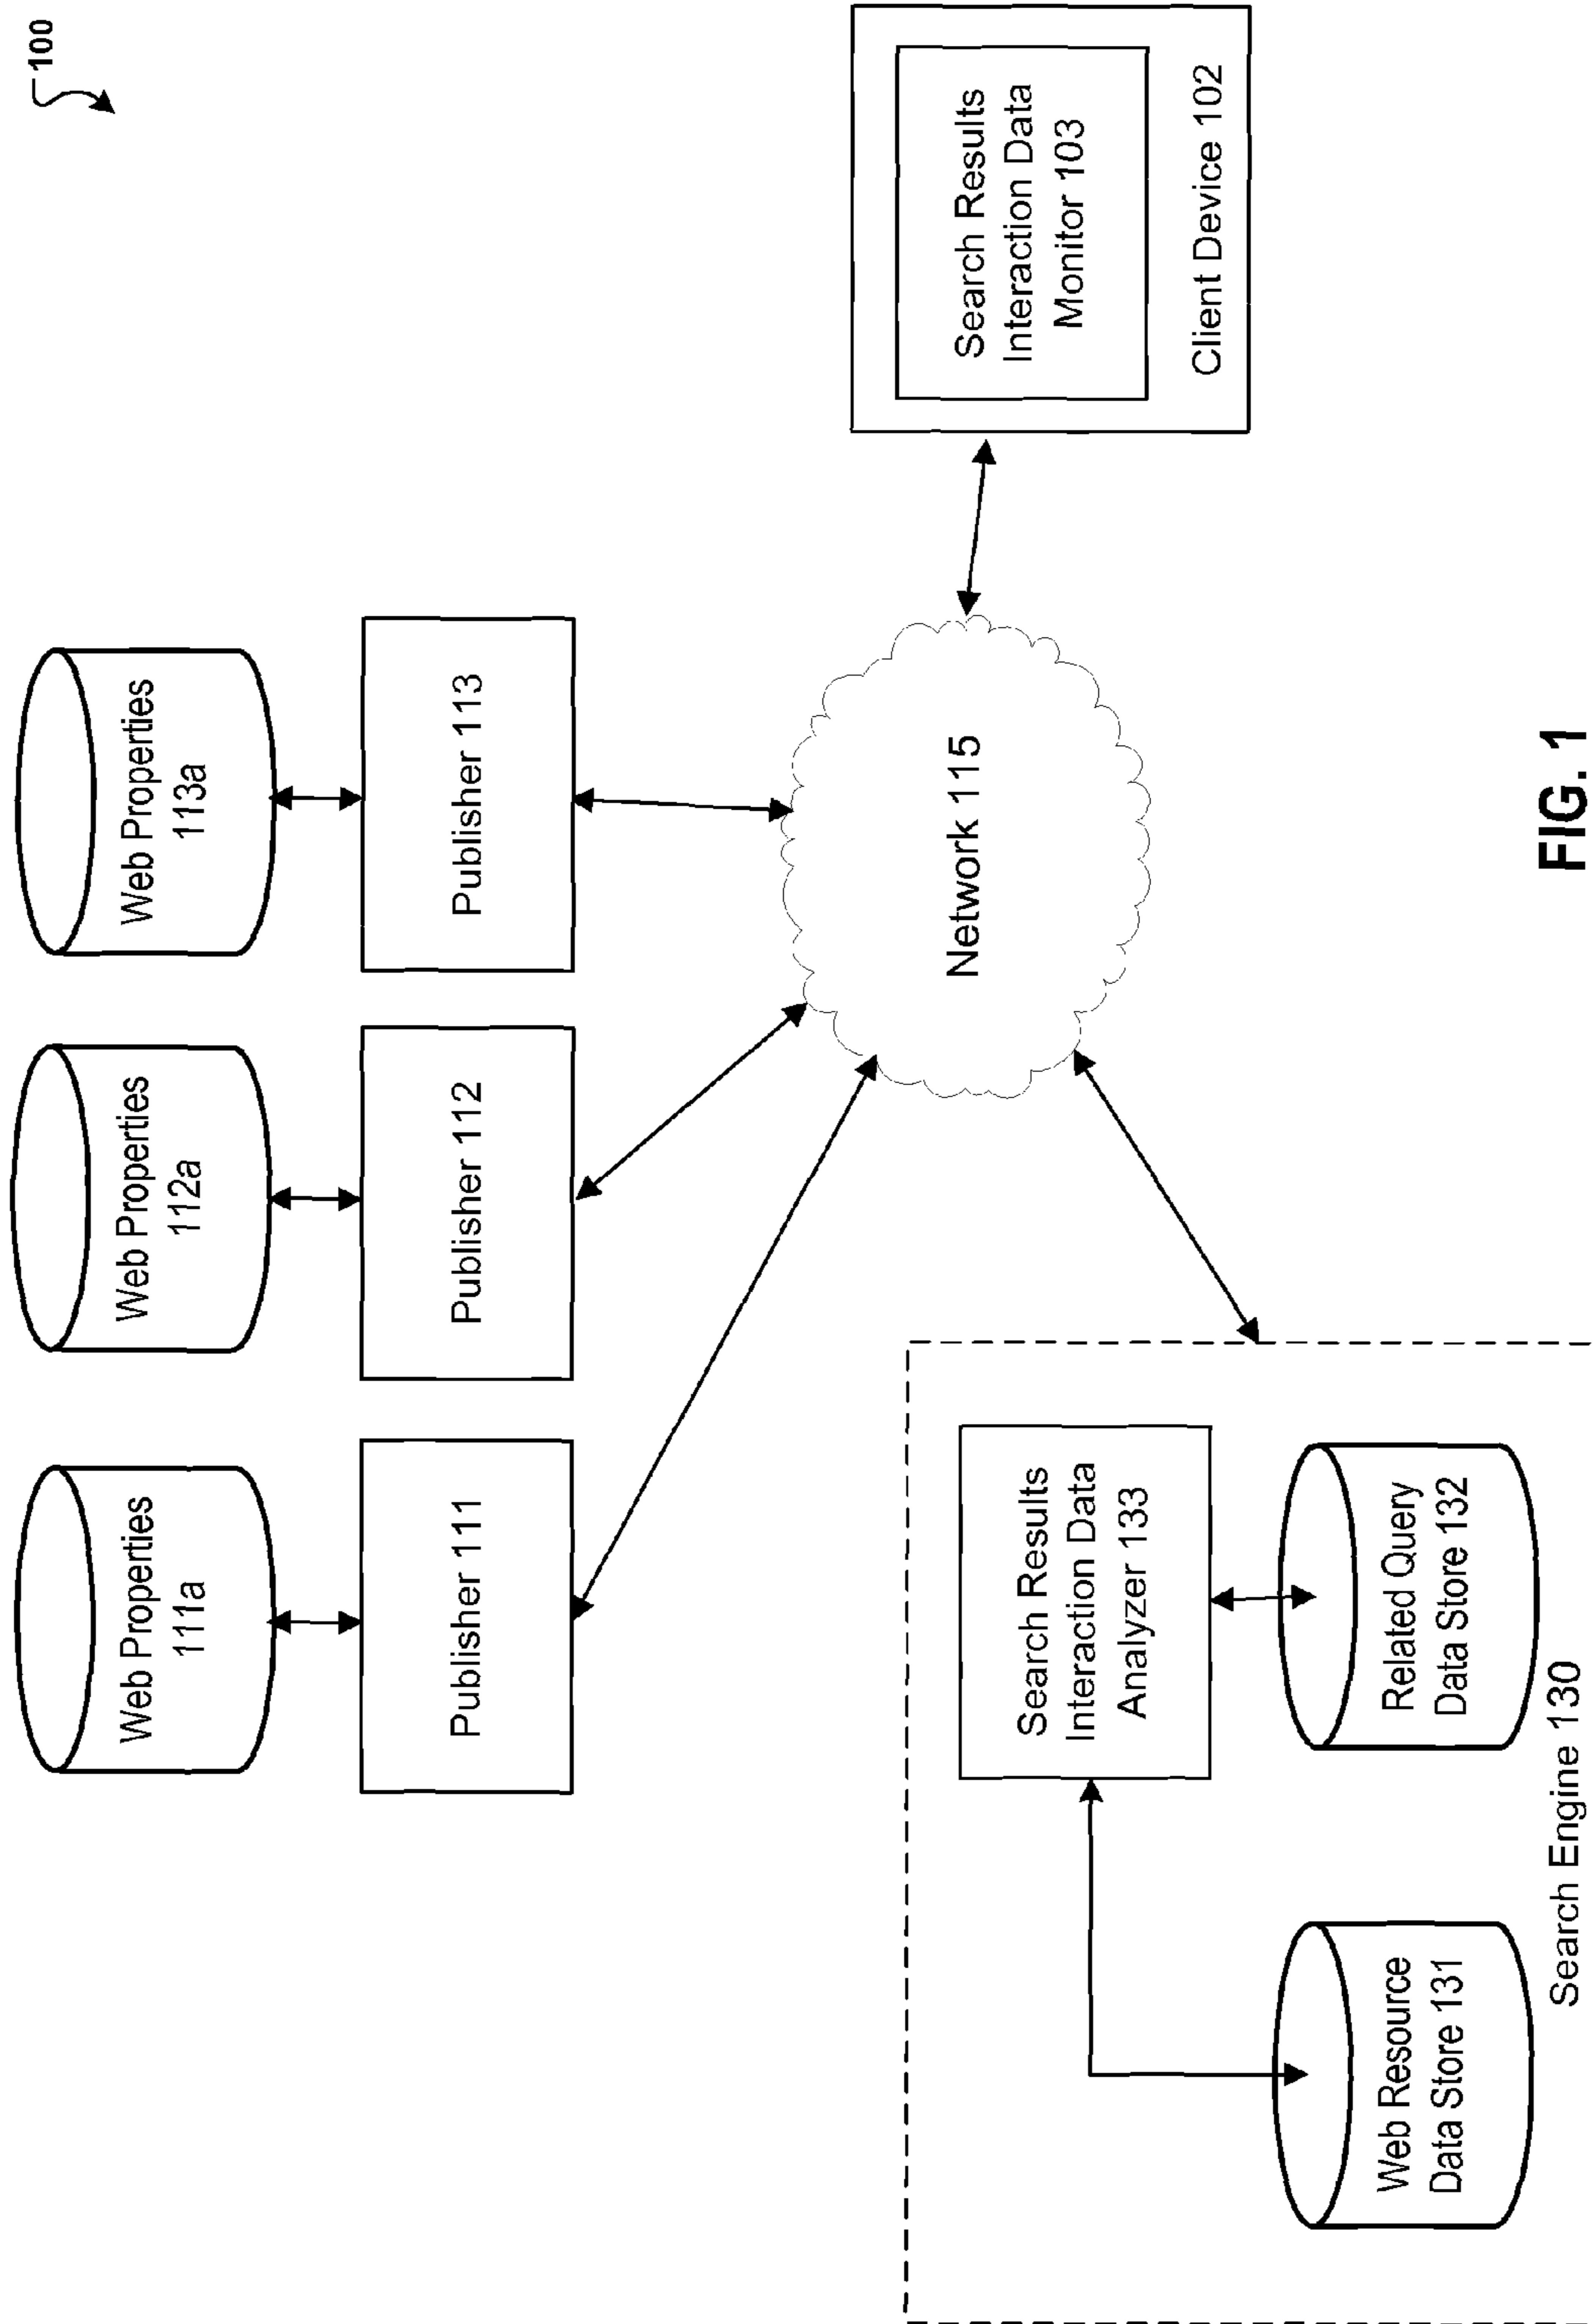 100
Web Properties
111a
Web Properties
112a
Web Properties
113a
Publisher 111
Publisher 112
Publisher 113
Network 115
Search Results
Interaction Data
Monitor 103
Client Device 102
Search Results
Interaction Data
Analyzer 133
Web Resource
Data Store 131
Related Query
Data Store 132
Search Engine 130
FIG. 1